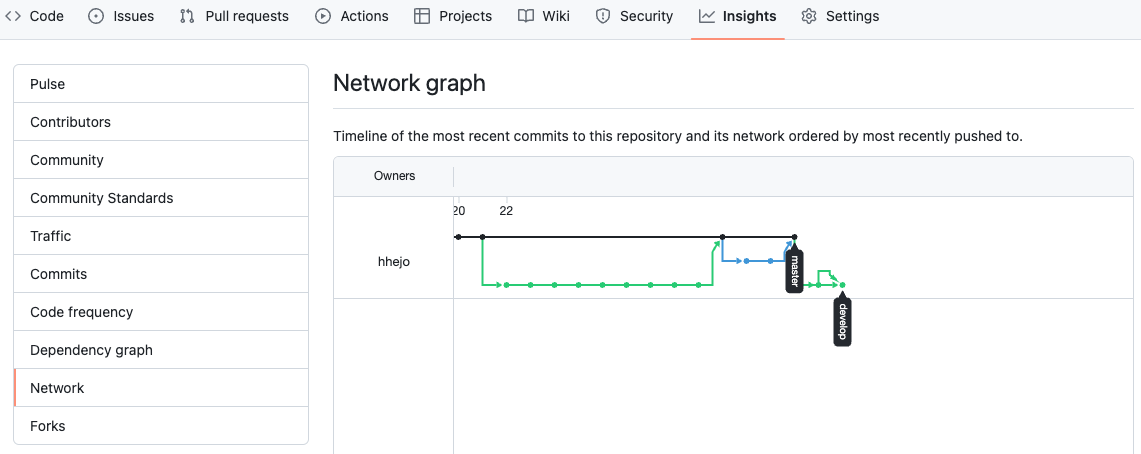 Code Issues Pull requests Actions Projects Wiki Security Insights Settings
Pulse
Contributors
Community
Community Standards
Traffic
Commits
Code frequency
Dependency graph
Network
Forks
Network graph
Timeline of the most recent commits to this repository and its network ordered by most recently pushed to.
Owners
20 22
hhejo
master
develop